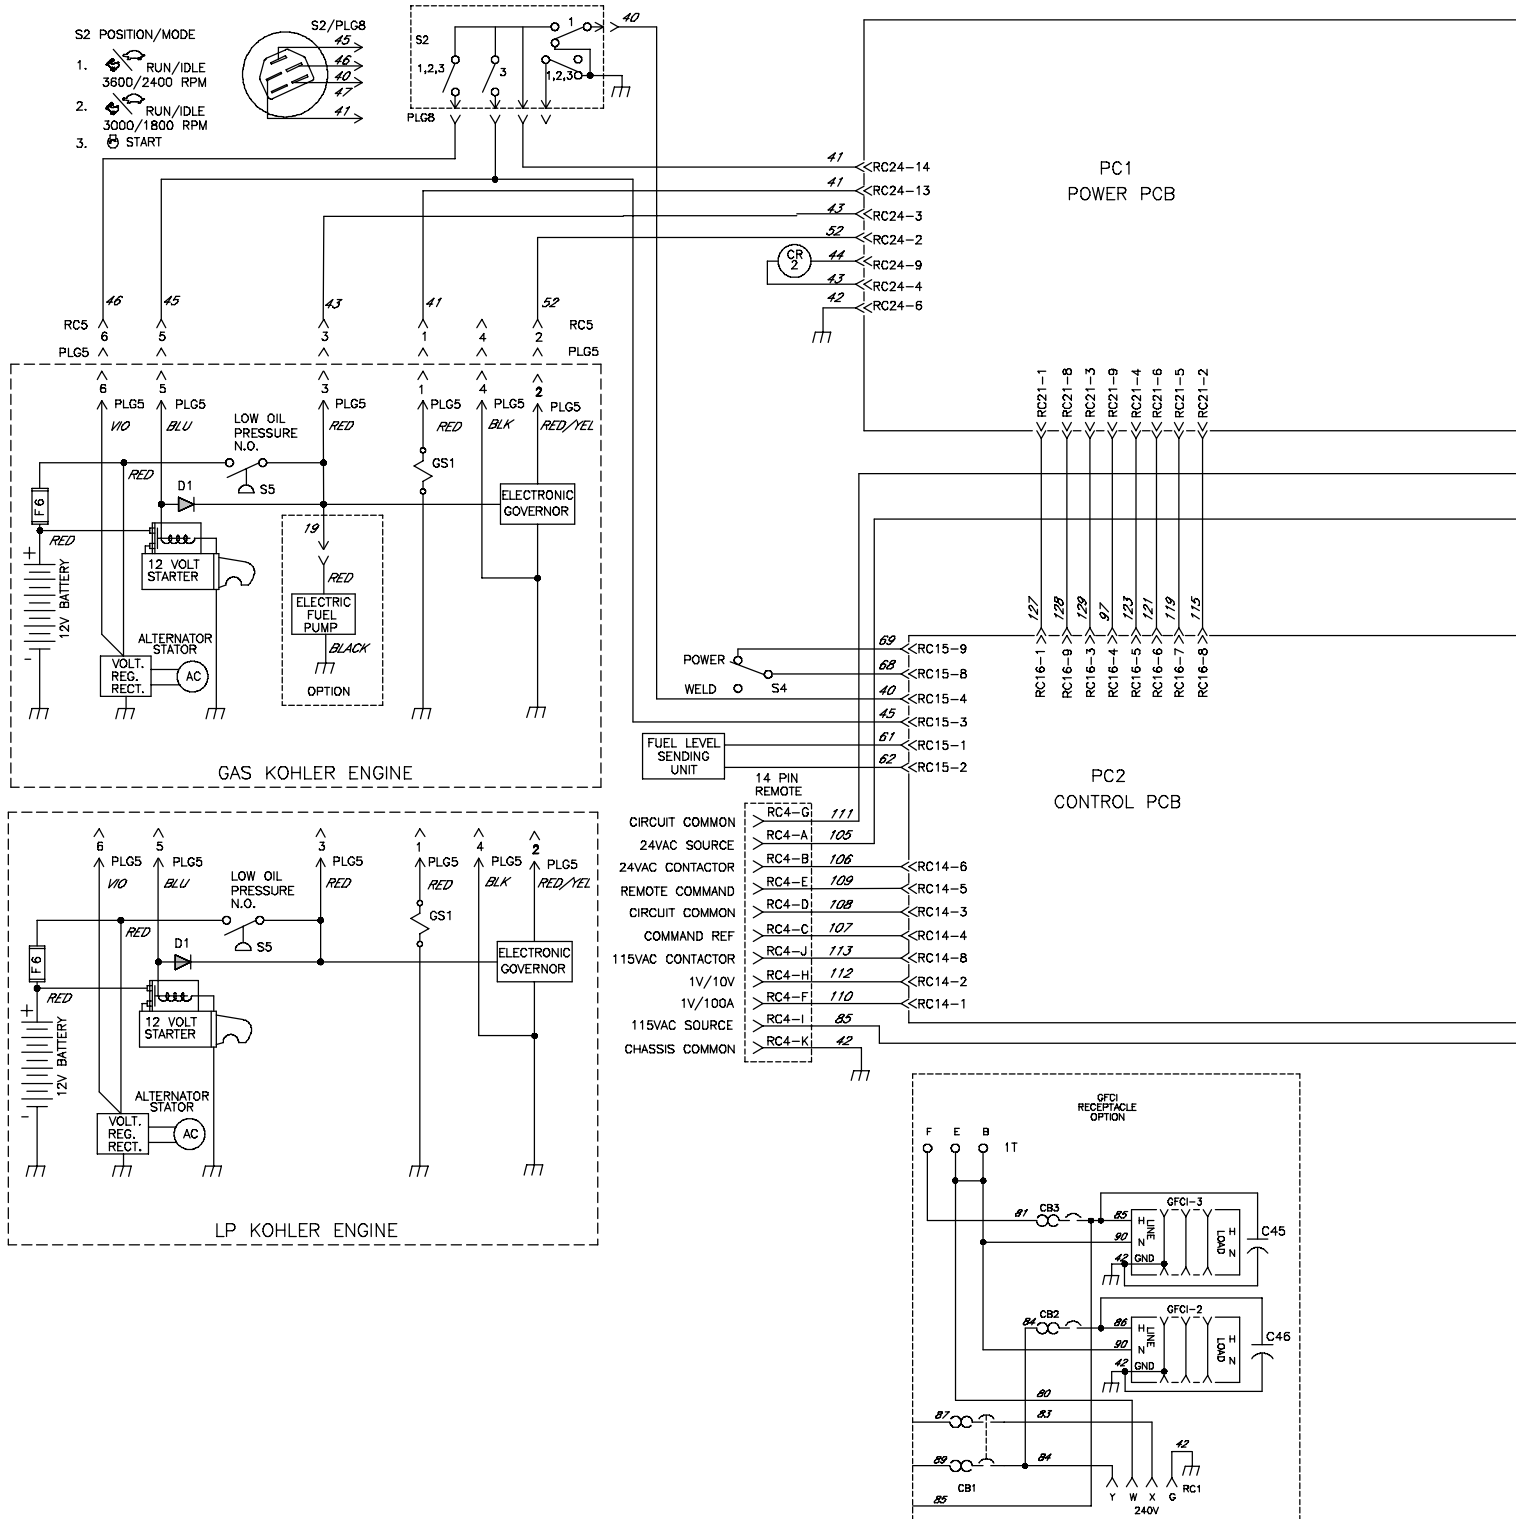 S2 POSITION/MODE
1. RUN/IDLE
3600/2400 RPM
2. RUN/IDLE
3000/1800 RPM
3. START
S2/PLG8
45
46
40
47
41
S2
1,2,3
3
1
1,2,3
40
PLG8
PC1
POWER PCB
41 RC24-14
41 RC24-13
43 RC24-3
52 RC24-2
CR
2
44 RC24-9
43 RC24-4
42 RC24-6
46 45 43 41 52
RC5 RC5
6 5 3 1 4 2
PLG5 PLG5
6 5 3 1 4 2
PLG5 PLG5 PLG5 PLG5 PLG5
VIO BLU RED RED BLK RED/YEL
LOW OIL
PRESSURE
N.O.
RED
S5
GS1
D1
F6
RED
+
12V BATTERY
-
12 VOLT
STARTER
ALTERNATOR
STATOR
VOLT.
REG.
RECT.
AC
19
RED
ELECTRIC
FUEL
PUMP
BLACK
OPTION
ELECTRONIC
GOVERNOR
GAS KOHLER ENGINE
RC21-1 RC21-8 RC21-3 RC21-9 RC21-4 RC21-6 RC21-5 RC21-2
127 128 129 97 123 121 119 115
RC16-1 RC16-9 RC16-3 RC16-4 RC16-5 RC16-6 RC16-7 RC16-8
POWER
WELD
S4
69 RC15-9
68 RC15-8
40 RC15-4
45 RC15-3
61 RC15-1
62 RC15-2
FUEL LEVEL
SENDING
UNIT
PC2
CONTROL PCB
14 PIN
REMOTE
CIRCUIT COMMON RC4-G 111
24VAC SOURCE RC4-A 105
24VAC CONTACTOR RC4-B 106 RC14-6
REMOTE COMMAND RC4-E 109 RC14-5
CIRCUIT COMMON RC4-D 108 RC14-3
COMMAND REF RC4-C 107 RC14-4
115VAC CONTACTOR RC4-J 113 RC14-8
1V/10V RC4-H 112 RC14-2
1V/100A RC4-F 110 RC14-1
115VAC SOURCE RC4-I 85
CHASSIS COMMON RC4-K 42
6 5 3 1 4 2
PLG5 PLG5 PLG5 PLG5 PLG5
VIO BLU RED RED BLK RED/YEL
LOW OIL
PRESSURE
N.O.
RED
S5
GS1
D1
F6
RED
+
12V BATTERY
-
12 VOLT
STARTER
ALTERNATOR
STATOR
VOLT.
REG.
RECT.
AC
ELECTRONIC
GOVERNOR
LP KOHLER ENGINE
GFCI
RECEPTACLE
OPTION
F E B
1T
81 CB3 85 GFCI-3
H LINE H LOAD
90 N N
42 GND
C45
84 CB2 86 GFCI-2
H LINE H LOAD
90 N N
42 GND
C46
80
87 83
89 84
CB1
42
Y W X G RC1
240V
85